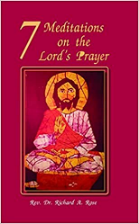 7 Meditations
on the
Lord's Prayer
Rev. Dr. Richard A. Rose